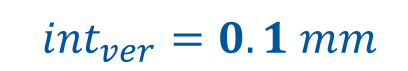 int_ver = 0.1 mm